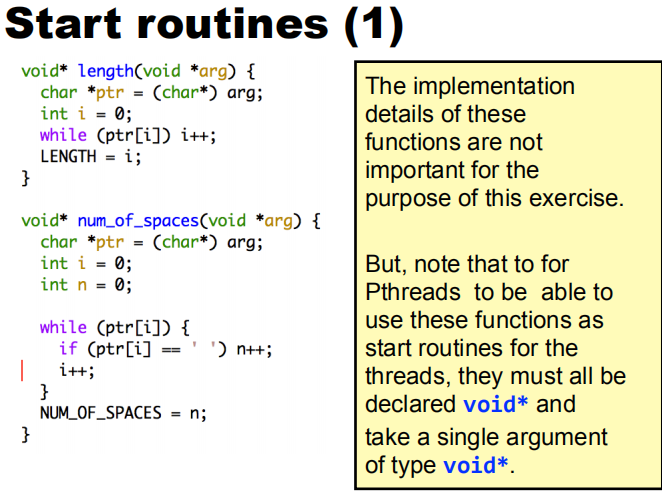 Start routines (1)
void* length(void *arg) {
  char *ptr = (char*) arg;
  int i = 0;
  while (ptr[i]) i++;
  LENGTH = i;
}
void* num_of_spaces(void *arg) {
  char *ptr = (char*) arg;
  int i = 0;
  int n = 0;
  while (ptr[i]) {
    if (ptr[i] == ' ') n++;
    i++;
  }
  NUM_OF_SPACES = n;
}
The implementation
details of these
functions are not
important for the
purpose of this exercise.
But, note that to for
Pthreads to be able to
use these functions as
start routines for the
threads, they must all be
declared void* and
take a single argument
of type void*.